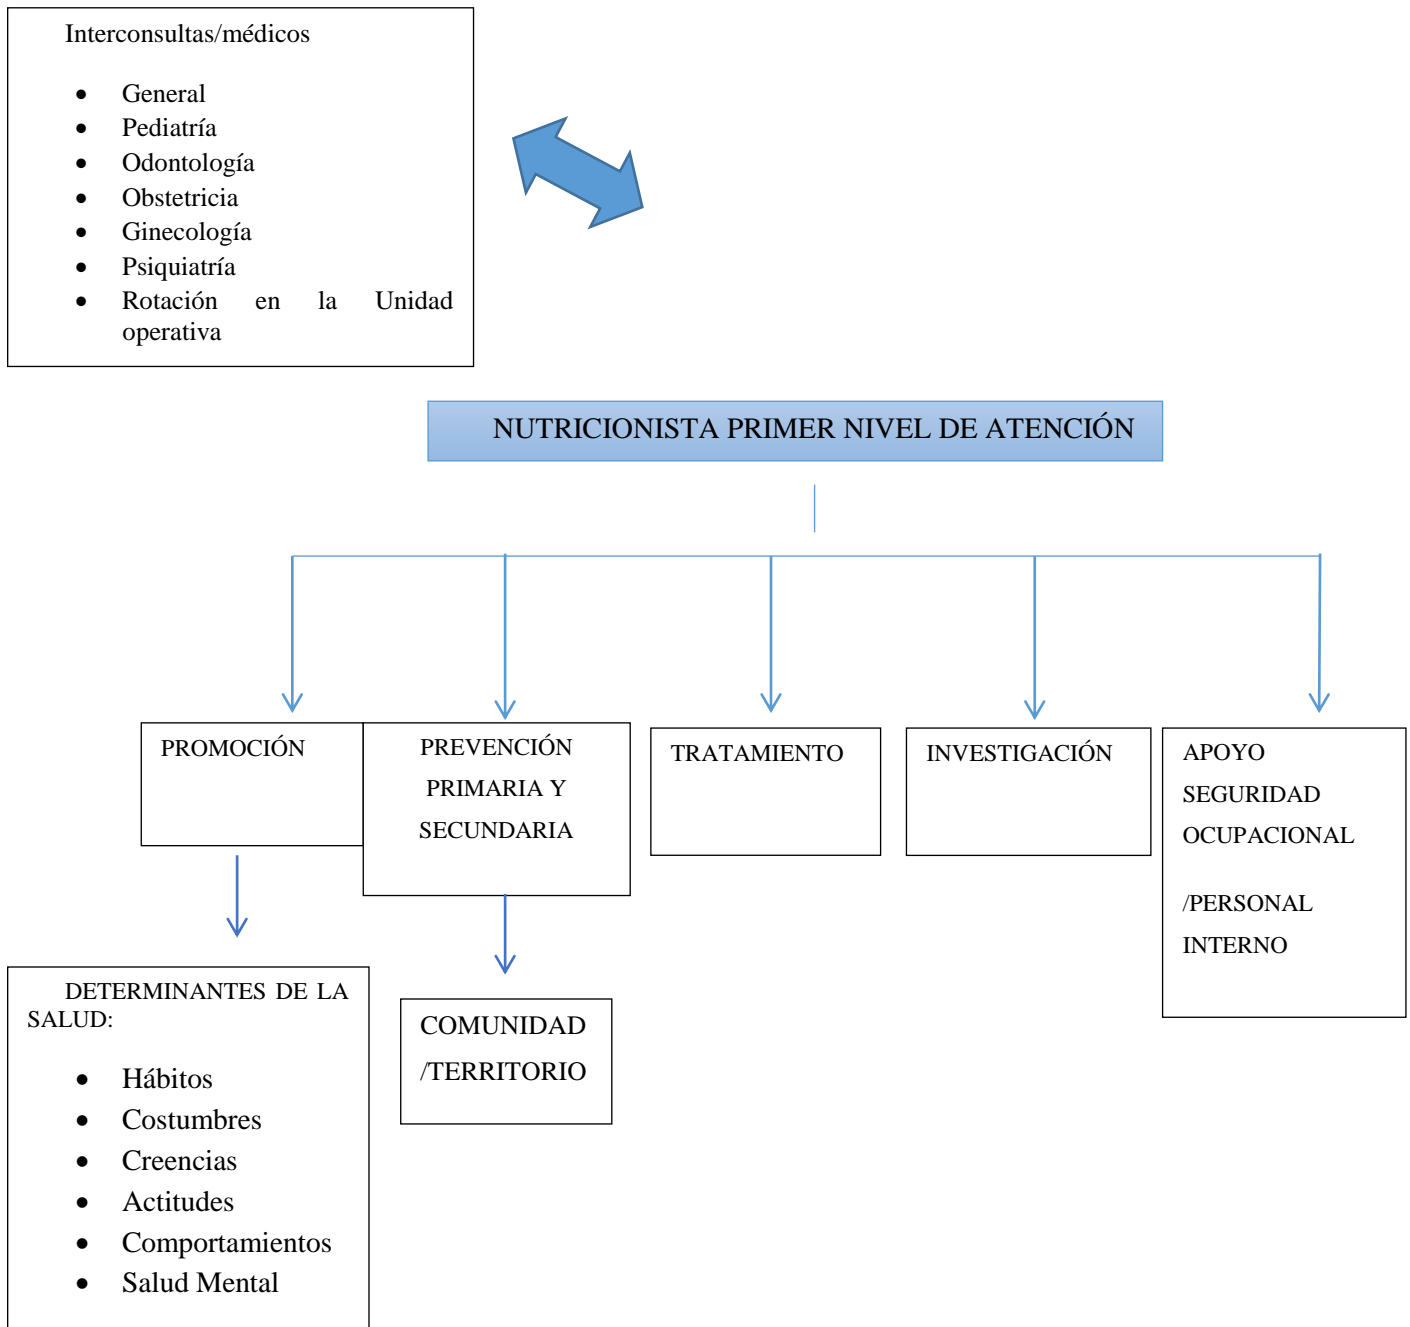 Interconsultas/médicos
• General
• Pediatría
• Odontología
• Obstetricia
• Ginecología
• Psiquiatría
• Rotación en la Unidad
operativa
NUTRICIONISTA PRIMER NIVEL DE ATENCIÓN
PROMOCIÓN
PREVENCIÓN
PRIMARIA Y
SECUNDARIA
TRATAMIENTO
INVESTIGACIÓN
APOYO
SEGURIDAD
OCUPACIONAL
/PERSONAL
INTERNO
DETERMINANTES DE LA
SALUD:
• Hábitos
• Costumbres
• Creencias
• Actitudes
• Comportamientos
• Salud Mental
COMUNIDAD
/TERRITORIO